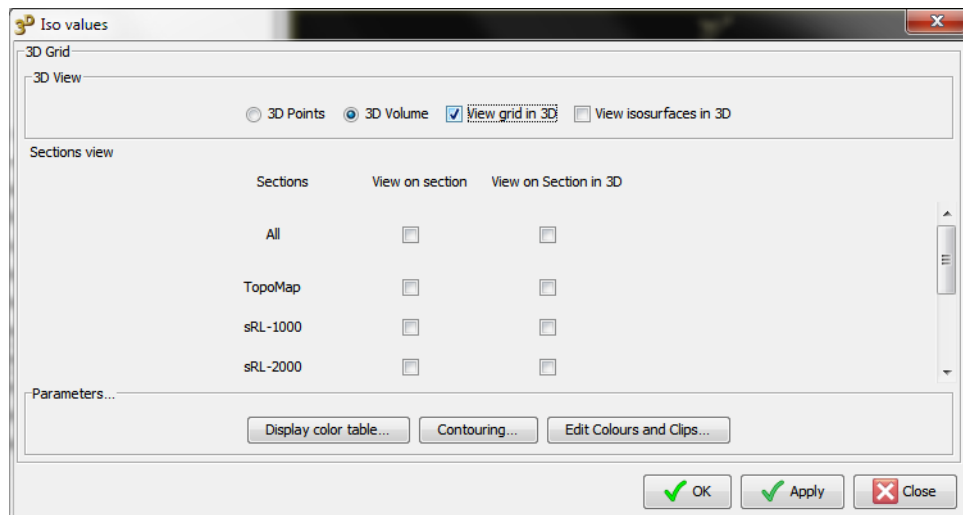 Iso values
3D Grid
3D View
3D Points 3D Volume View grid in 3D View isosurfaces in 3D
Sections view
Sections View on section View on Section in 3D
All
TopoMap
sRL-1000
sRL-2000
Parameters...
Display color table... Contouring... Edit Colours and Clips...
OK Apply Close